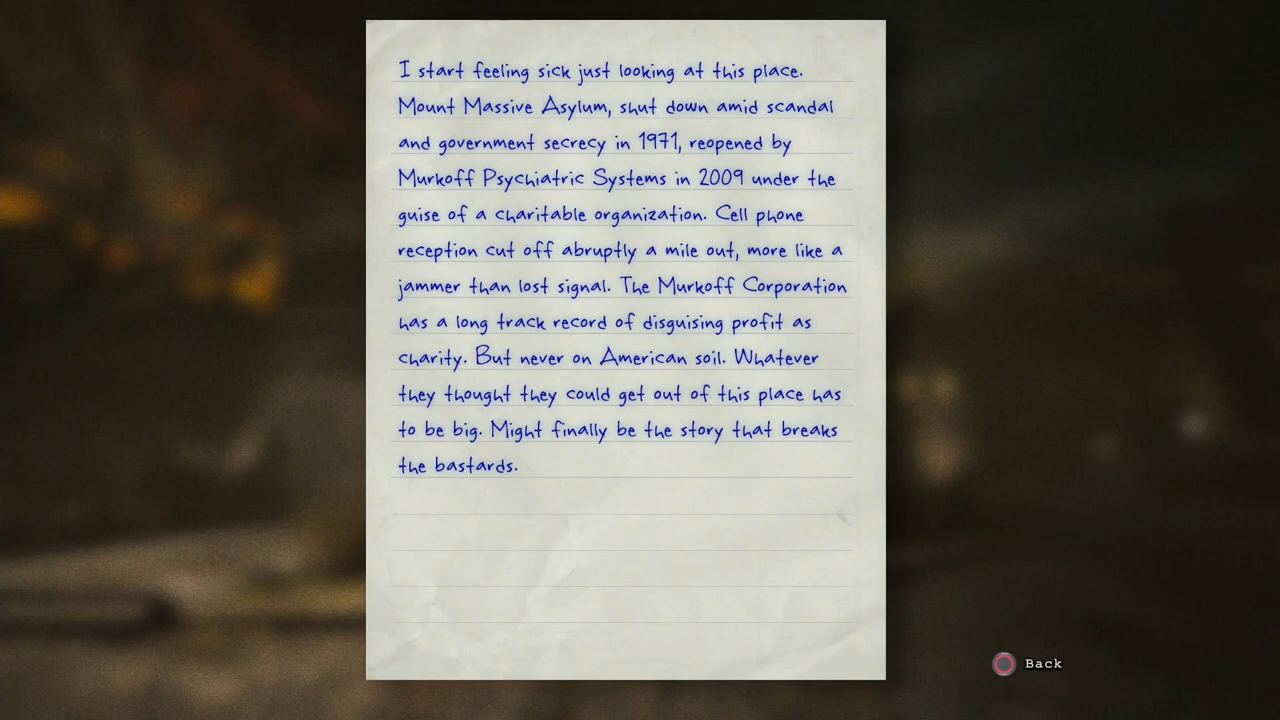 I start feeling sick just looking at this place.
Mount Massive Asylum, shut down amid scandal
and government secrecy in 1971, reopened by
Murkoff Psychiatric Systems in 2009 under the
guise of a charitable organization. Cell phone
reception cut off abruptly a mile out, more like a
jammer than lost signal. The Murkoff Corporation
has a long track record of disguising profit as
charity. But never on American soil. Whatever
they thought they could get out of this place has
to be big. Might finally be the story that breaks
the bastards.
Back